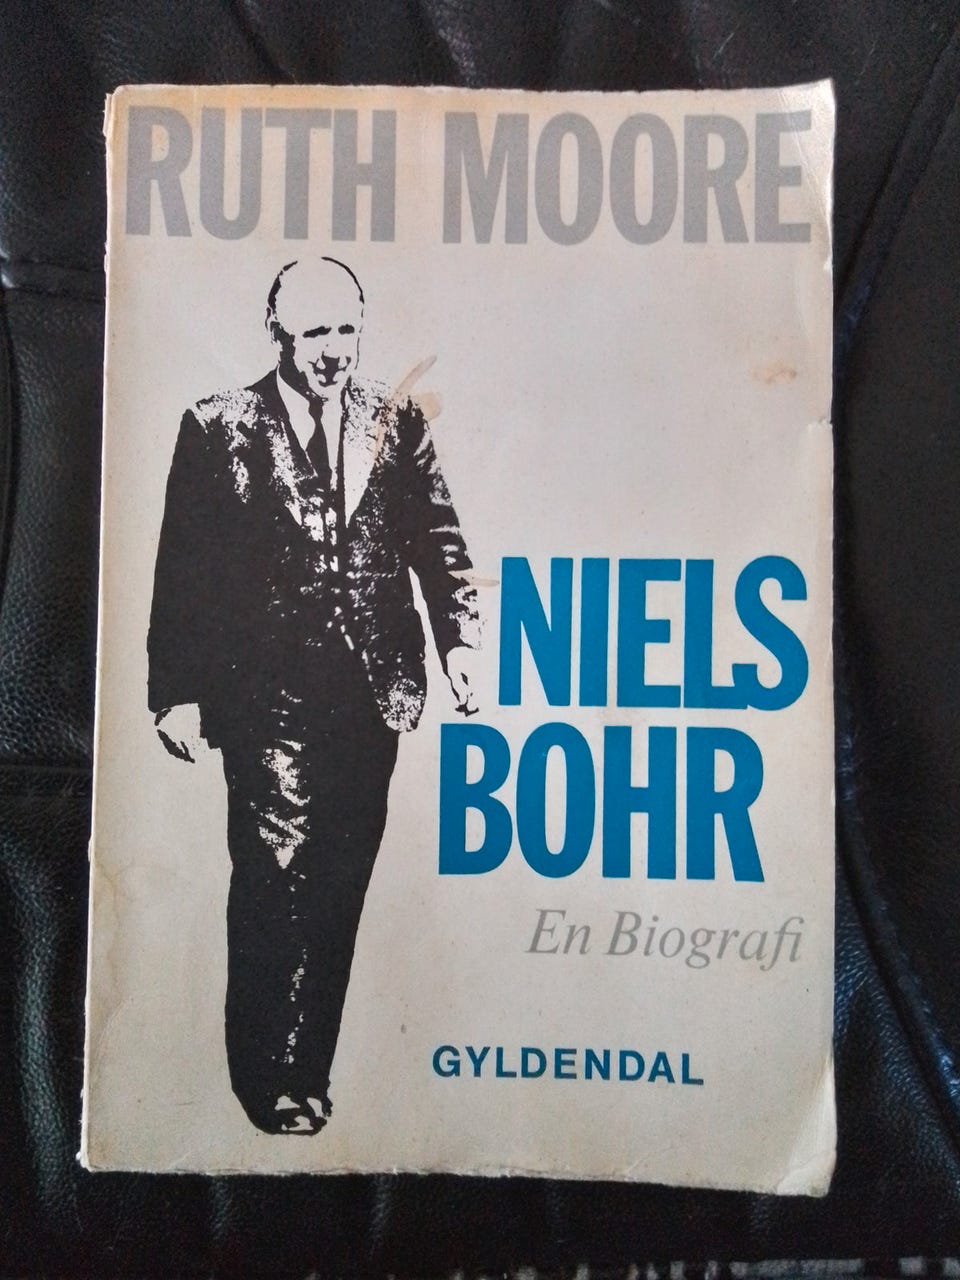 RUTH MOORE
NIELS
BOHR
En Biografi
GYLDENDAL